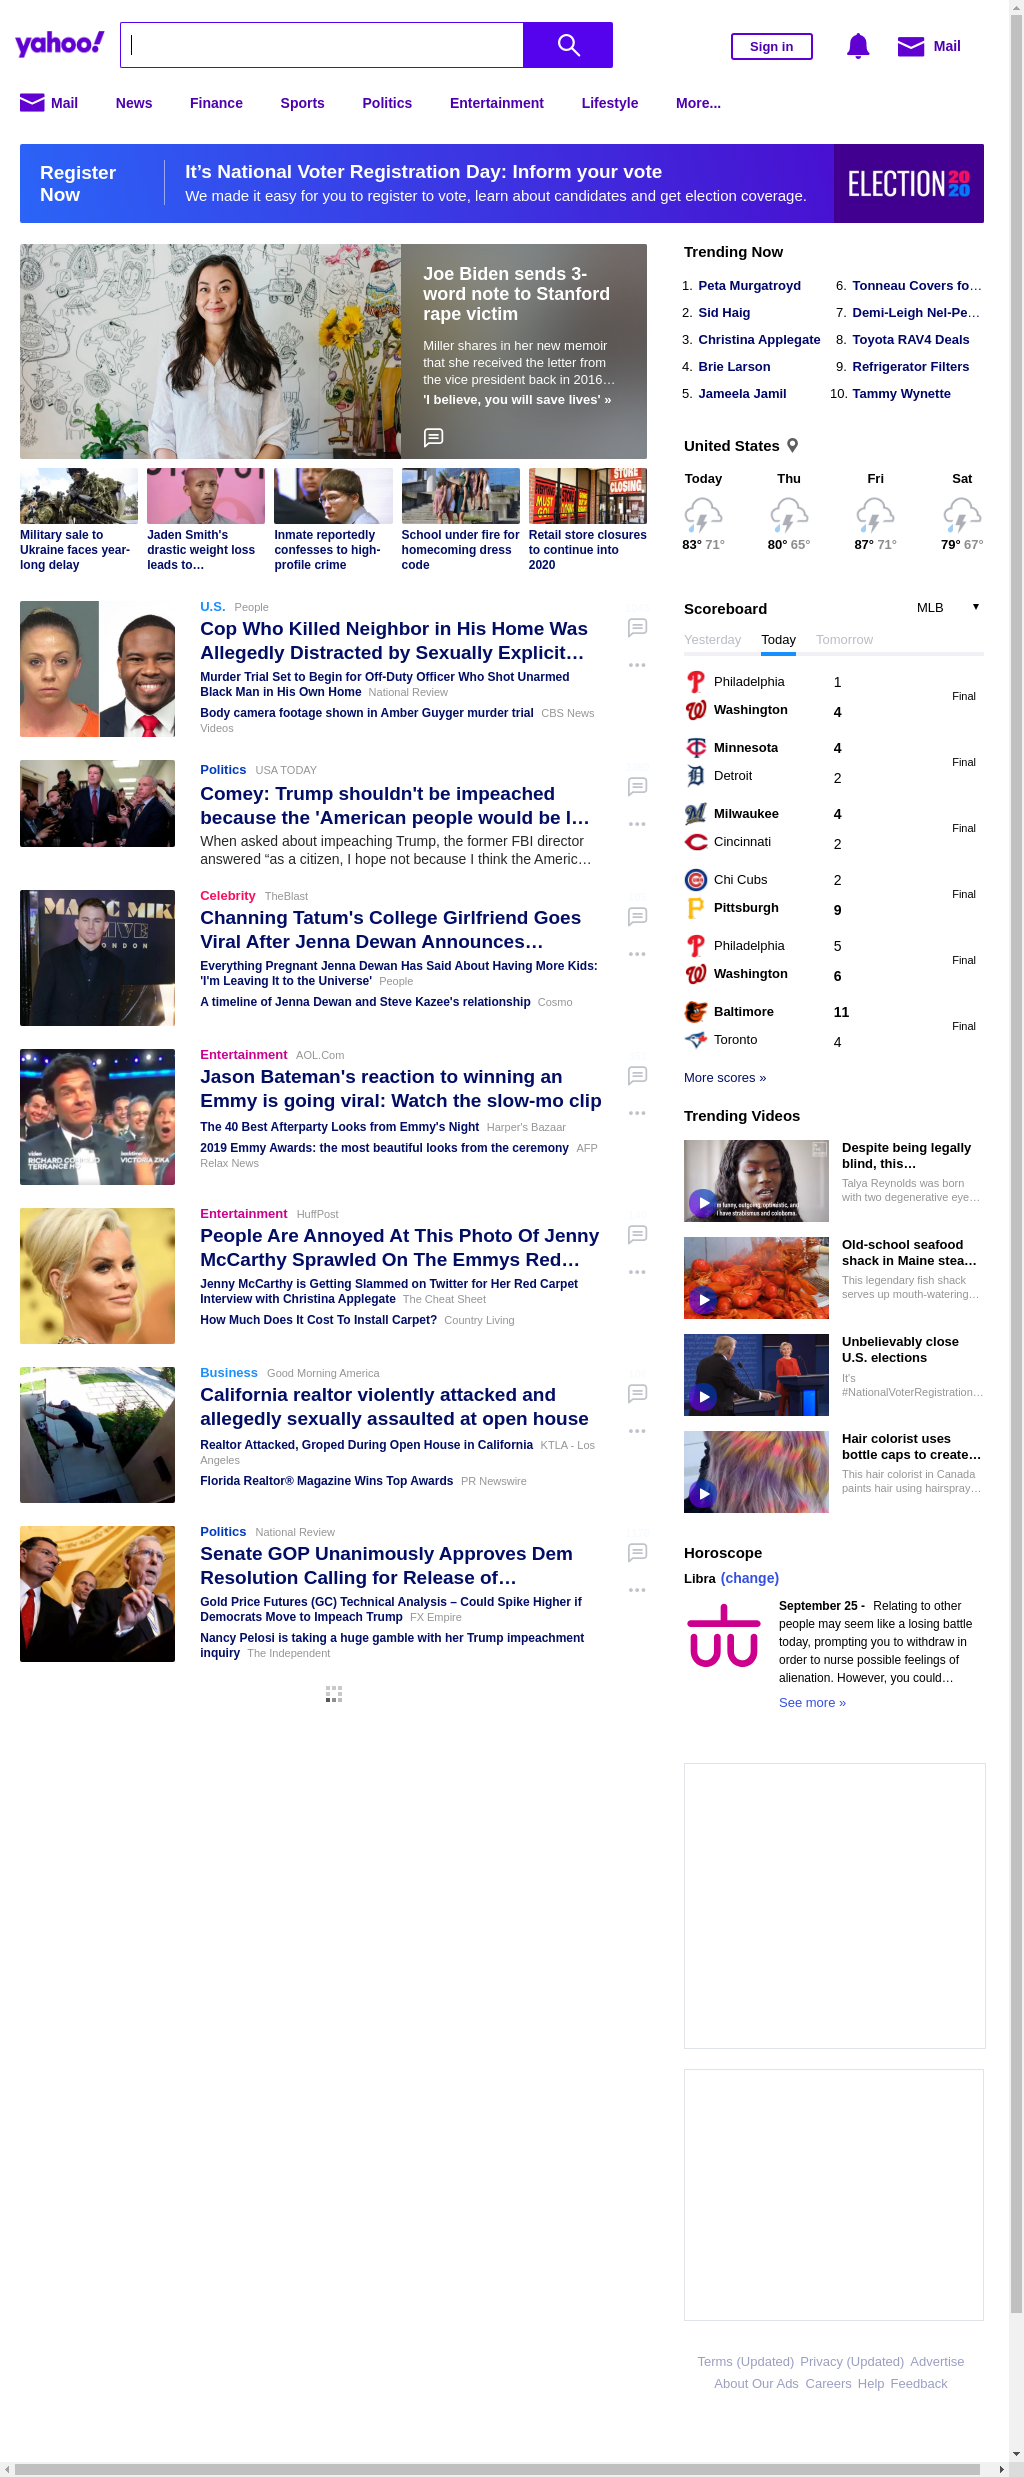 yahoo!
Sign in
Mail
Mail News Finance Sports Politics Entertainment Lifestyle More...
Register
Now
It's National Voter Registration Day: Inform your vote
We made it easy for you to register to vote, learn about candidates and get election coverage.
ELECTION 2020
Joe Biden sends 3-
word note to Stanford
rape victim
Miller shares in her new memoir
that she received the letter from
the vice president back in 2016…
'I believe, you will save lives' »
Military sale to
Ukraine faces year-
long delay
Jaden Smith's
drastic weight loss
leads to…
Inmate reportedly
confesses to high-
profile crime
School under fire for
homecoming dress
code
STORE
CLOSING
Retail store closures
to continue into
2020
U.S. People
Cop Who Killed Neighbor in His Home Was
Allegedly Distracted by Sexually Explicit…
Murder Trial Set to Begin for Off-Duty Officer Who Shot Unarmed
Black Man in His Own Home National Review
Body camera footage shown in Amber Guyger murder trial CBS News
Videos
Politics USA TODAY
Comey: Trump shouldn't be impeached
because the 'American people would be l…
When asked about impeaching Trump, the former FBI director
answered “as a citizen, I hope not because I think the Americ…
Celebrity TheBlast
Channing Tatum's College Girlfriend Goes
Viral After Jenna Dewan Announces…
Everything Pregnant Jenna Dewan Has Said About Having More Kids:
'I'm Leaving It to the Universe' People
A timeline of Jenna Dewan and Steve Kazee's relationship Cosmo
Entertainment AOL.Com
Jason Bateman's reaction to winning an
Emmy is going viral: Watch the slow-mo clip
The 40 Best Afterparty Looks from Emmy's Night Harper's Bazaar
2019 Emmy Awards: the most beautiful looks from the ceremony AFP
Relax News
Entertainment HuffPost
People Are Annoyed At This Photo Of Jenny
McCarthy Sprawled On The Emmys Red…
Jenny McCarthy is Getting Slammed on Twitter for Her Red Carpet
Interview with Christina Applegate The Cheat Sheet
How Much Does It Cost To Install Carpet? Country Living
Business Good Morning America
California realtor violently attacked and
allegedly sexually assaulted at open house
Realtor Attacked, Groped During Open House in California KTLA - Los
Angeles
Florida Realtor® Magazine Wins Top Awards PR Newswire
Politics National Review
Senate GOP Unanimously Approves Dem
Resolution Calling for Release of…
Gold Price Futures (GC) Technical Analysis – Could Spike Higher if
Democrats Move to Impeach Trump FX Empire
Nancy Pelosi is taking a huge gamble with her Trump impeachment
inquiry The Independent
Trending Now
1. Peta Murgatroyd
2. Sid Haig
3. Christina Applegate
4. Brie Larson
5. Jameela Jamil
6. Tonneau Covers fo…
7. Demi-Leigh Nel-Pe…
8. Toyota RAV4 Deals
9. Refrigerator Filters
10. Tammy Wynette
United States
Today Thu Fri Sat
83° 71° 80° 65° 87° 71° 79° 67°
Scoreboard MLB
Yesterday Today Tomorrow
Philadelphia 1
Final
Washington 4
Minnesota 4
Final
Detroit 2
Milwaukee 4
Final
Cincinnati 2
Chi Cubs 2
Final
Pittsburgh 9
Philadelphia 5
Final
Washington 6
Baltimore 11
Final
Toronto 4
More scores »
Trending Videos
Despite being legally
blind, this…
Talya Reynolds was born
with two degenerative eye…
Old-school seafood
shack in Maine stea…
This legendary fish shack
serves up mouth-watering…
Unbelievably close
U.S. elections
It's
#NationalVoterRegistration…
Hair colorist uses
bottle caps to create…
This hair colorist in Canada
paints hair using hairspray…
Horoscope
Libra (change)
September 25 - Relating to other
people may seem like a losing battle
today, prompting you to withdraw in
order to nurse possible feelings of
alienation. However, you could…
See more »
Terms (Updated) Privacy (Updated) Advertise
About Our Ads Careers Help Feedback